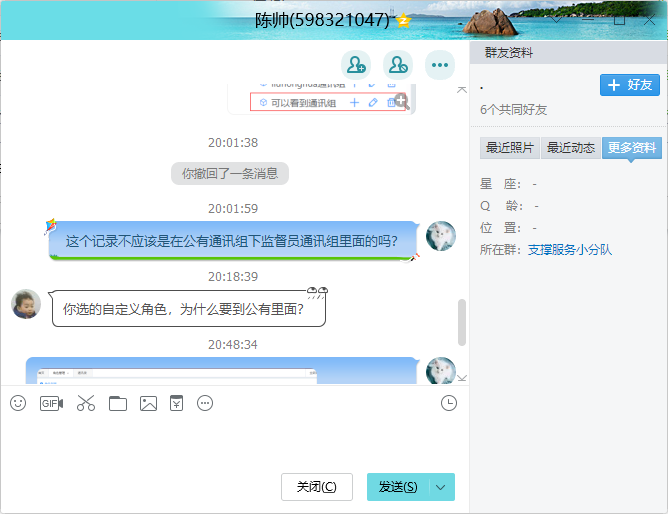 陈帅(598321047)
可以看到通讯组
20:01:38
你撤回了一条消息
20:01:59
这个记录不应该是在公有通讯组下监督员通讯组里面的吗？
20:18:39
你选的自定义角色，为什么要到公有里面？
20:48:34
GIF
关闭(C)
发送(S)
群友资料
.
+ 好友
6个共同好友
最近照片 最近动态 更多资料
星 座： -
Q 龄： -
位 置： -
所在群：支撑服务小分队